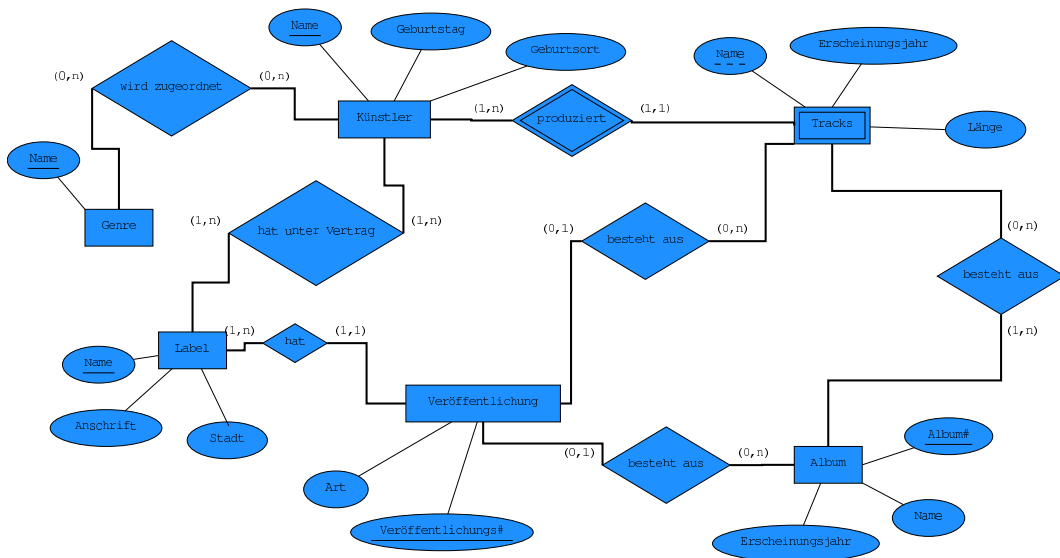 Name
Geburtstag
Geburtsort
Erscheinungsjahr
Name
(0,n)
(0,n)
wird zugeordnet
Künstler
(1,n)
produziert
(1,1)
Tracks
Länge
Name
Genre
(1,n)
hat unter Vertrag
(1,n)
(0,1)
besteht aus
(0,n)
(0,n)
besteht aus
(1,n)
(1,n)
hat
(1,1)
Label
Name
Anschrift
Stadt
Veröffentlichung
(0,1)
besteht aus
(0,n)
Album
Album#
Art
Name
Veröffentlichungs#
Erscheinungsjahr